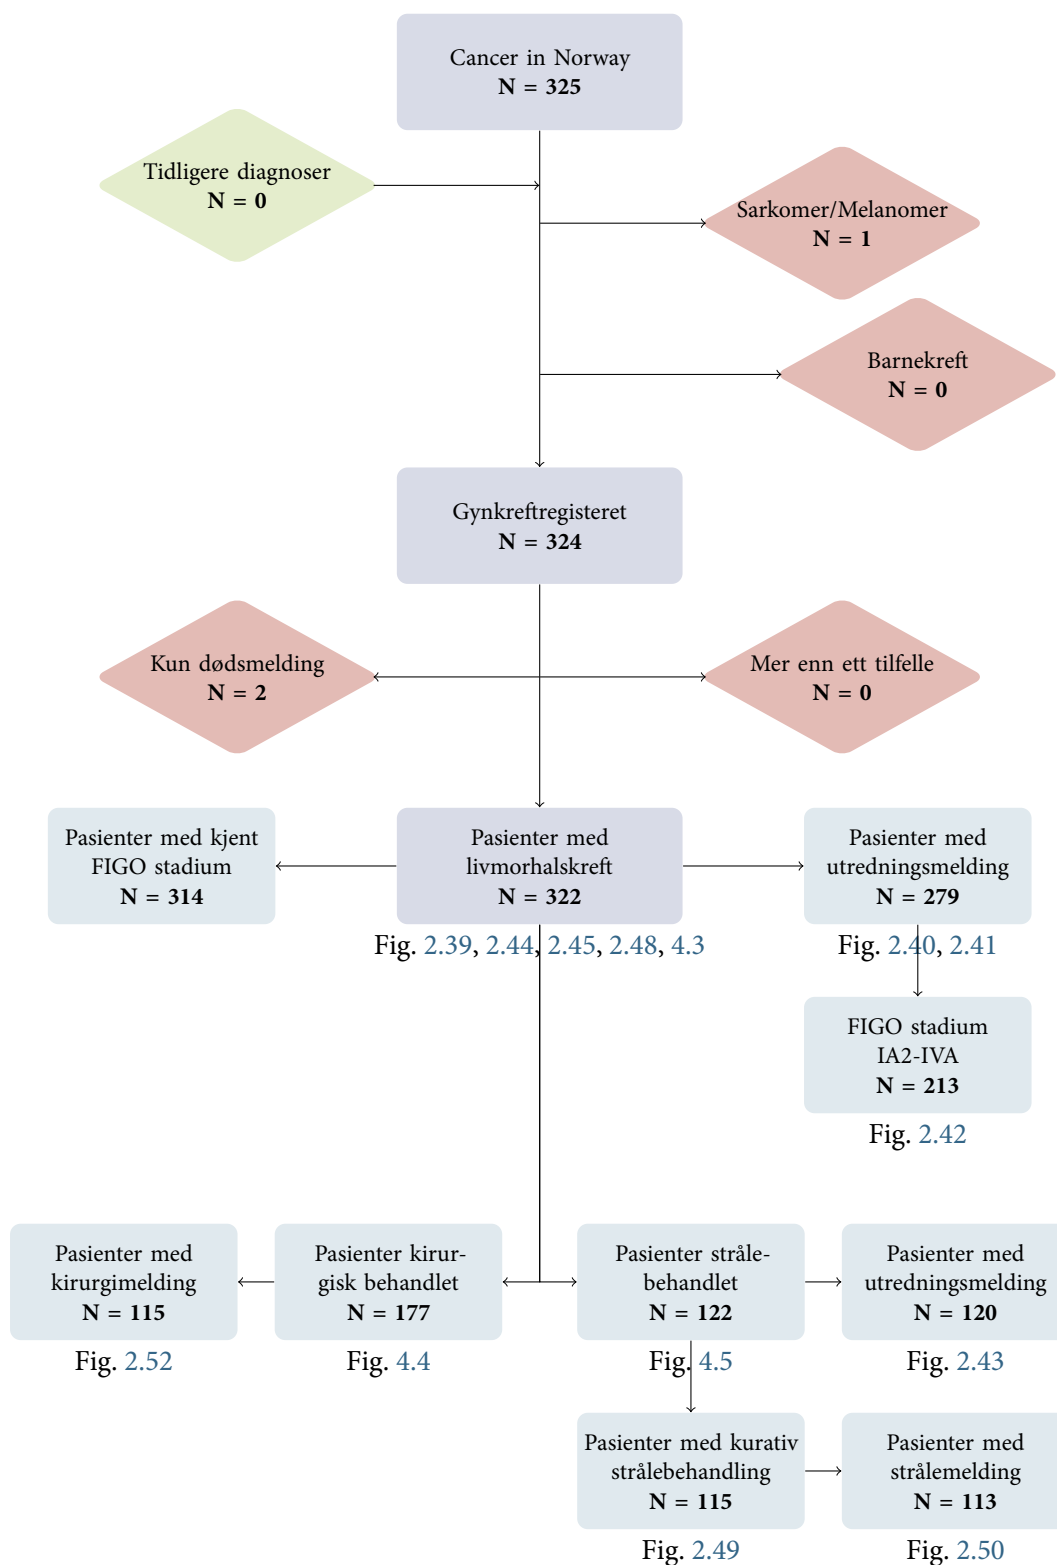 Cancer in Norway
N = 325
Tidligere diagnoser
N = 0
Sarkomer/Melanomer
N = 1
Barnekreft
N = 0
Gynkreftregisteret
N = 324
Kun dødsmelding
N = 2
Mer enn ett tilfelle
N = 0
Pasienter med kjent
FIGO stadium
N = 314
Pasienter med
livmorhalskreft
N = 322
Fig. 2.39, 2.44, 2.45, 2.48, 4.3
Pasienter med
utredningsmelding
N = 279
Fig. 2.40, 2.41
FIGO stadium
IA2-IVA
N = 213
Fig. 2.42
Pasienter med
kirurgimelding
N = 115
Fig. 2.52
Pasienter kirur-
gisk behandlet
N = 177
Fig. 4.4
Pasienter stråle-
behandlet
N = 122
Fig. 4.5
Pasienter med
utredningsmelding
N = 120
Fig. 2.43
Pasienter med kurativ
strålebehandling
N = 115
Fig. 2.49
Pasienter med
strålemelding
N = 113
Fig. 2.50